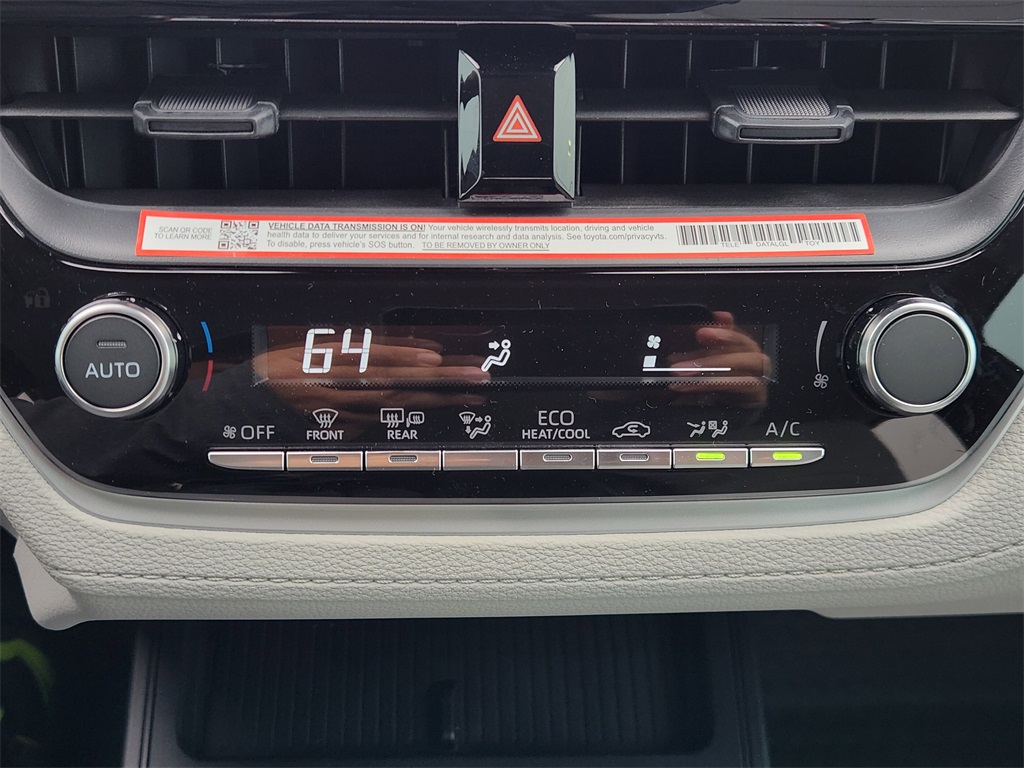 SCAN OR CODE
TO LEARN MORE
VEHICLE DATA TRANSMISSION IS ON! Your vehicle wirelessly transmits location, driving and vehicle
health data to deliver your services and for internal research and data analysis. See toyota.com/privacyvts.
To disable, press vehicle's SOS button. TO BE REMOVED BY OWNER ONLY
TELE DATALGL TOY
64
AUTO
OFF
FRONT
REAR
ECO
HEAT/COOL
A/C